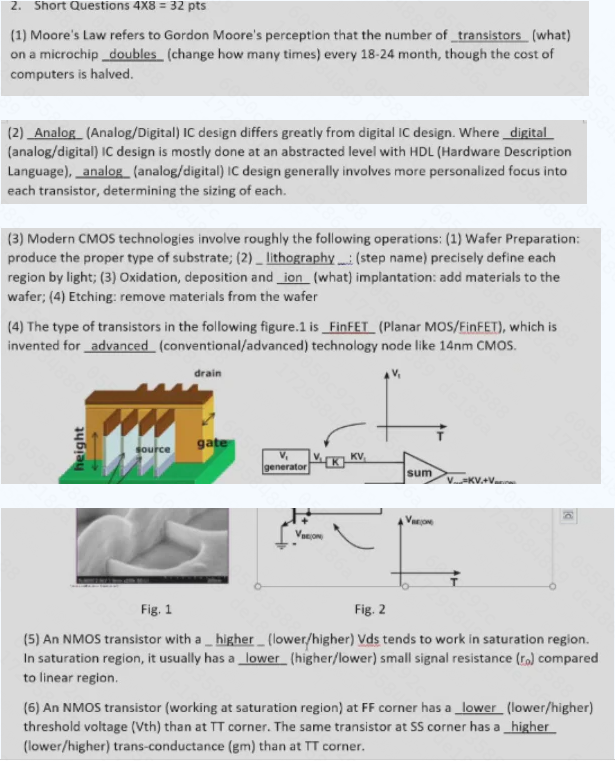 2. Short Questions 4X8 = 32 pts
(1) Moore's Law refers to Gordon Moore's perception that the number of _transistors_ (what)
on a microchip _doubles_ (change how many times) every 18-24 month, though the cost of
computers is halved.
(2) _Analog_ (Analog/Digital) IC design differs greatly from digital IC design. Where _digital_
(analog/digital) IC design is mostly done at an abstracted level with HDL (Hardware Description
Language), _analog_ (analog/digital) IC design generally involves more personalized focus into
each transistor, determining the sizing of each.
(3) Modern CMOS technologies involve roughly the following operations: (1) Wafer Preparation:
produce the proper type of substrate; (2) _ lithography _: (step name) precisely define each
region by light; (3) Oxidation, deposition and _ion_ (what) implantation: add materials to the
wafer; (4) Etching: remove materials from the wafer
(4) The type of transistors in the following figure.1 is _FinFET_ (Planar MOS/FinFET), which is
invented for _advanced_ (conventional/advanced) technology node like 14nm CMOS.
drain
height
source
gate
Vt
T
Vt
generator
Vt
K
KVt
sum
VBE(ON)
VBE(ON)
T
Fig. 1
Fig. 2
(5) An NMOS transistor with a _ higher _ (lower/higher) Vds tends to work in saturation region.
In saturation region, it usually has a _lower_ (higher/lower) small signal resistance (ro) compared
to linear region.
(6) An NMOS transistor (working at saturation region) at FF corner has a _lower_ (lower/higher)
threshold voltage (Vth) than at TT corner. The same transistor at SS corner has a _higher_
(lower/higher) trans-conductance (gm) than at TT corner.